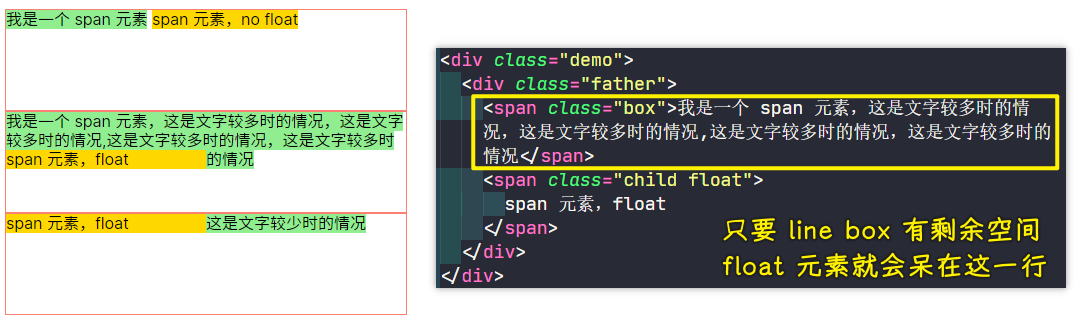 我是一个 span 元素 span 元素，no float
我是一个 span 元素，这是文字较多时的情况，这是文字
较多时的情况,这是文字较多时的情况，这是文字较多时
span 元素，float 的情况
span 元素，float 这是文字较少时的情况
<div class="demo">
<div class="father">
<span class="box">我是一个 span 元素，这是文字较多时的情
况，这是文字较多时的情况,这是文字较多时的情况，这是文字较多时的
情况</span>
<span class="child float">
span 元素，float
</span>
</div>
</div>
只要 line box 有剩余空间
float 元素就会呆在这一行